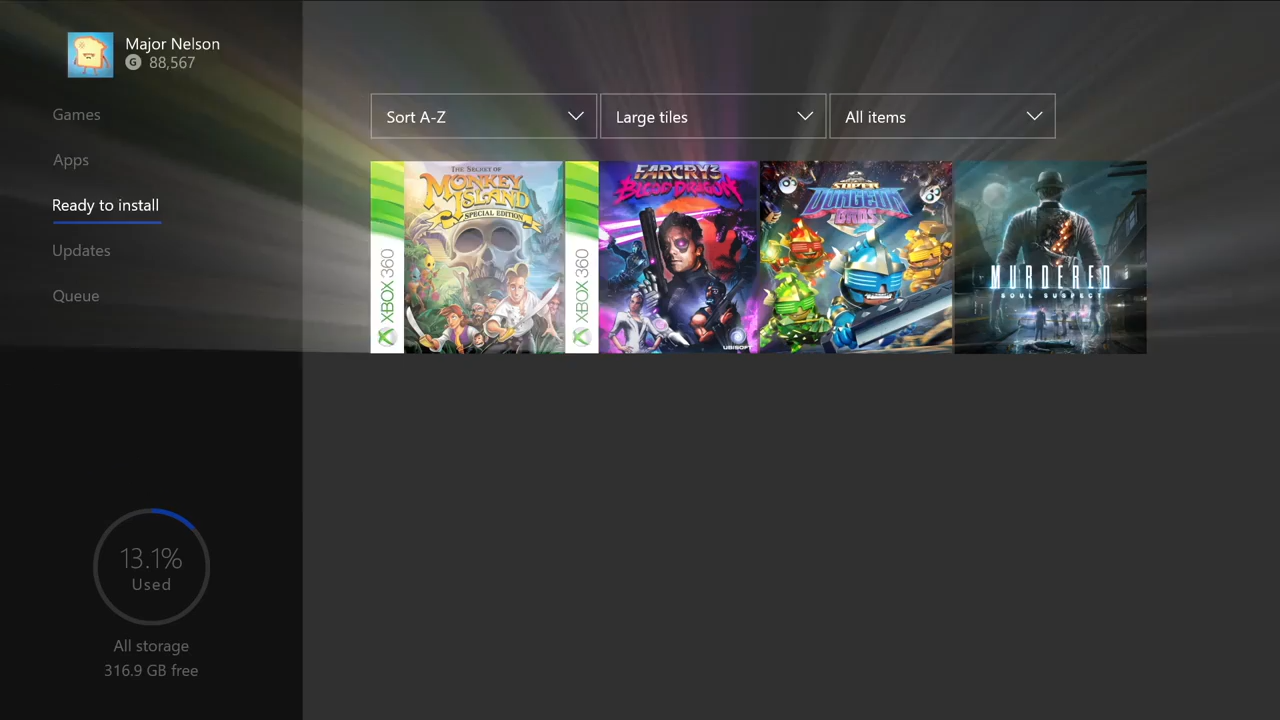 Major Nelson
G 88,567
Games
Apps
Ready to install
Updates
Queue
13.1%
Used
All storage
316.9 GB free
Sort A-Z
Large tiles
All items
XBOX 360
THE SECRET OF
MONKEY
ISLAND
SPECIAL EDITION
XBOX 360
FARCRY3
BLOOD DRAGON
UBISOFT
SUPER
DUNGEON
BROS
MURDERED
SOUL SUSPECT